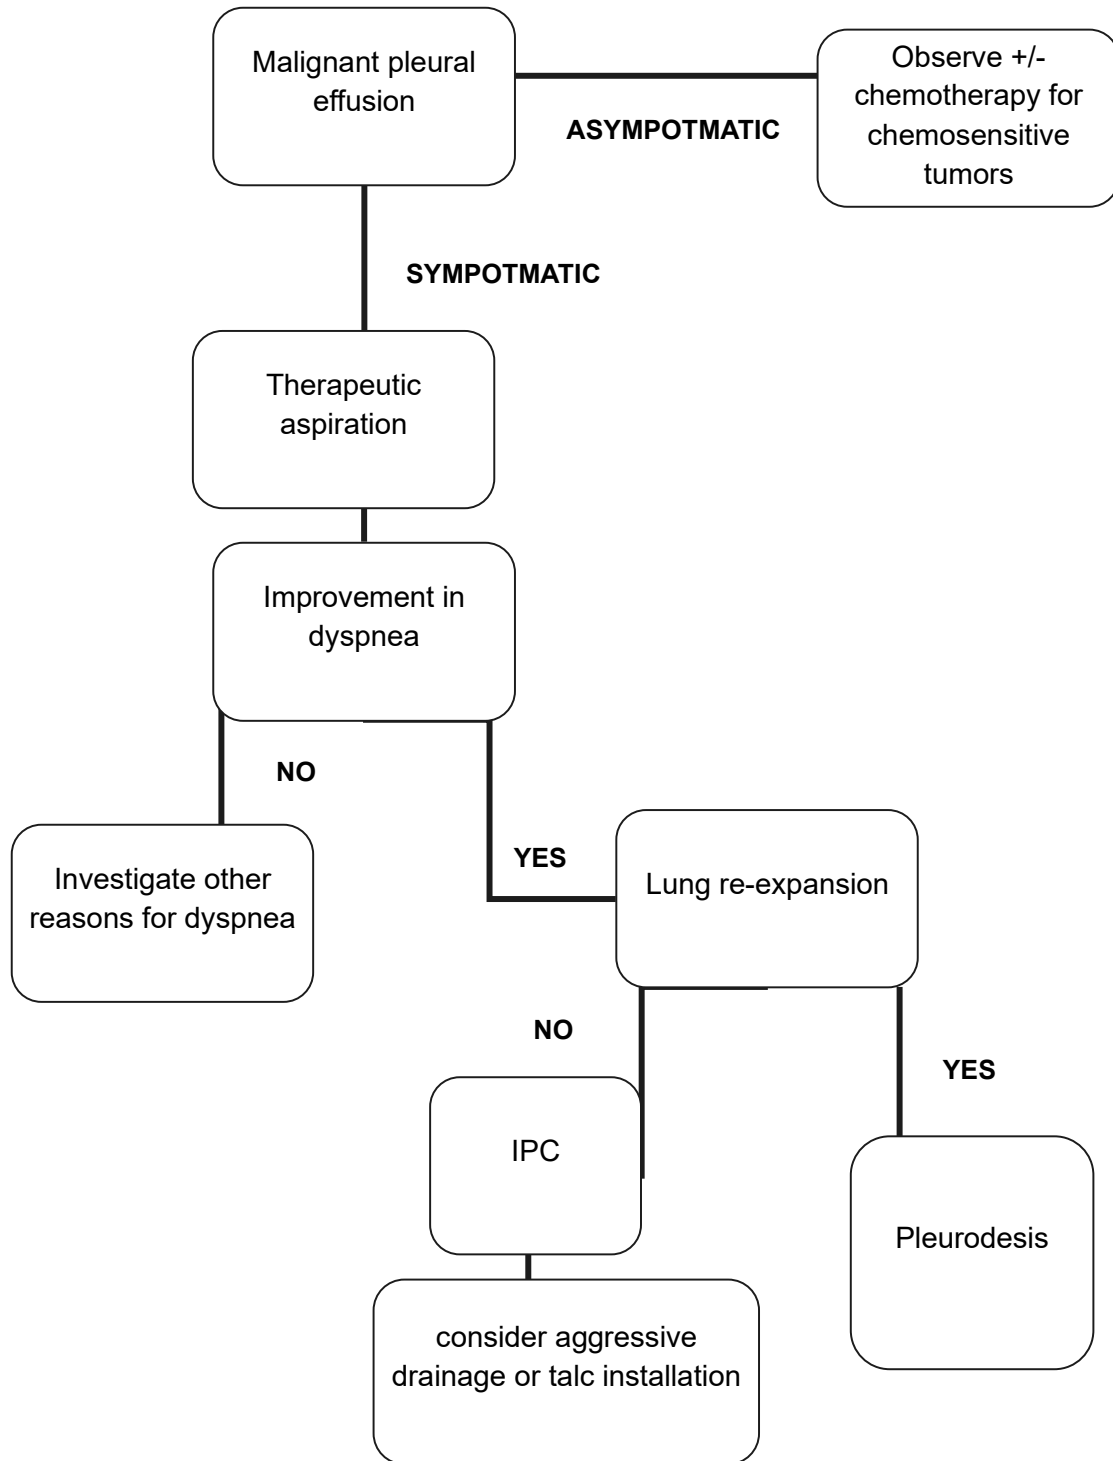 Malignant pleural
effusion
Observe +/-
chemotherapy for
chemosensitive
tumors
ASYMPOTMATIC
SYMPOTMATIC
Therapeutic
aspiration
Improvement in
dyspnea
NO
YES
Investigate other
reasons for dyspnea
Lung re-expansion
NO
YES
IPC
Pleurodesis
consider aggressive
drainage or talc installation